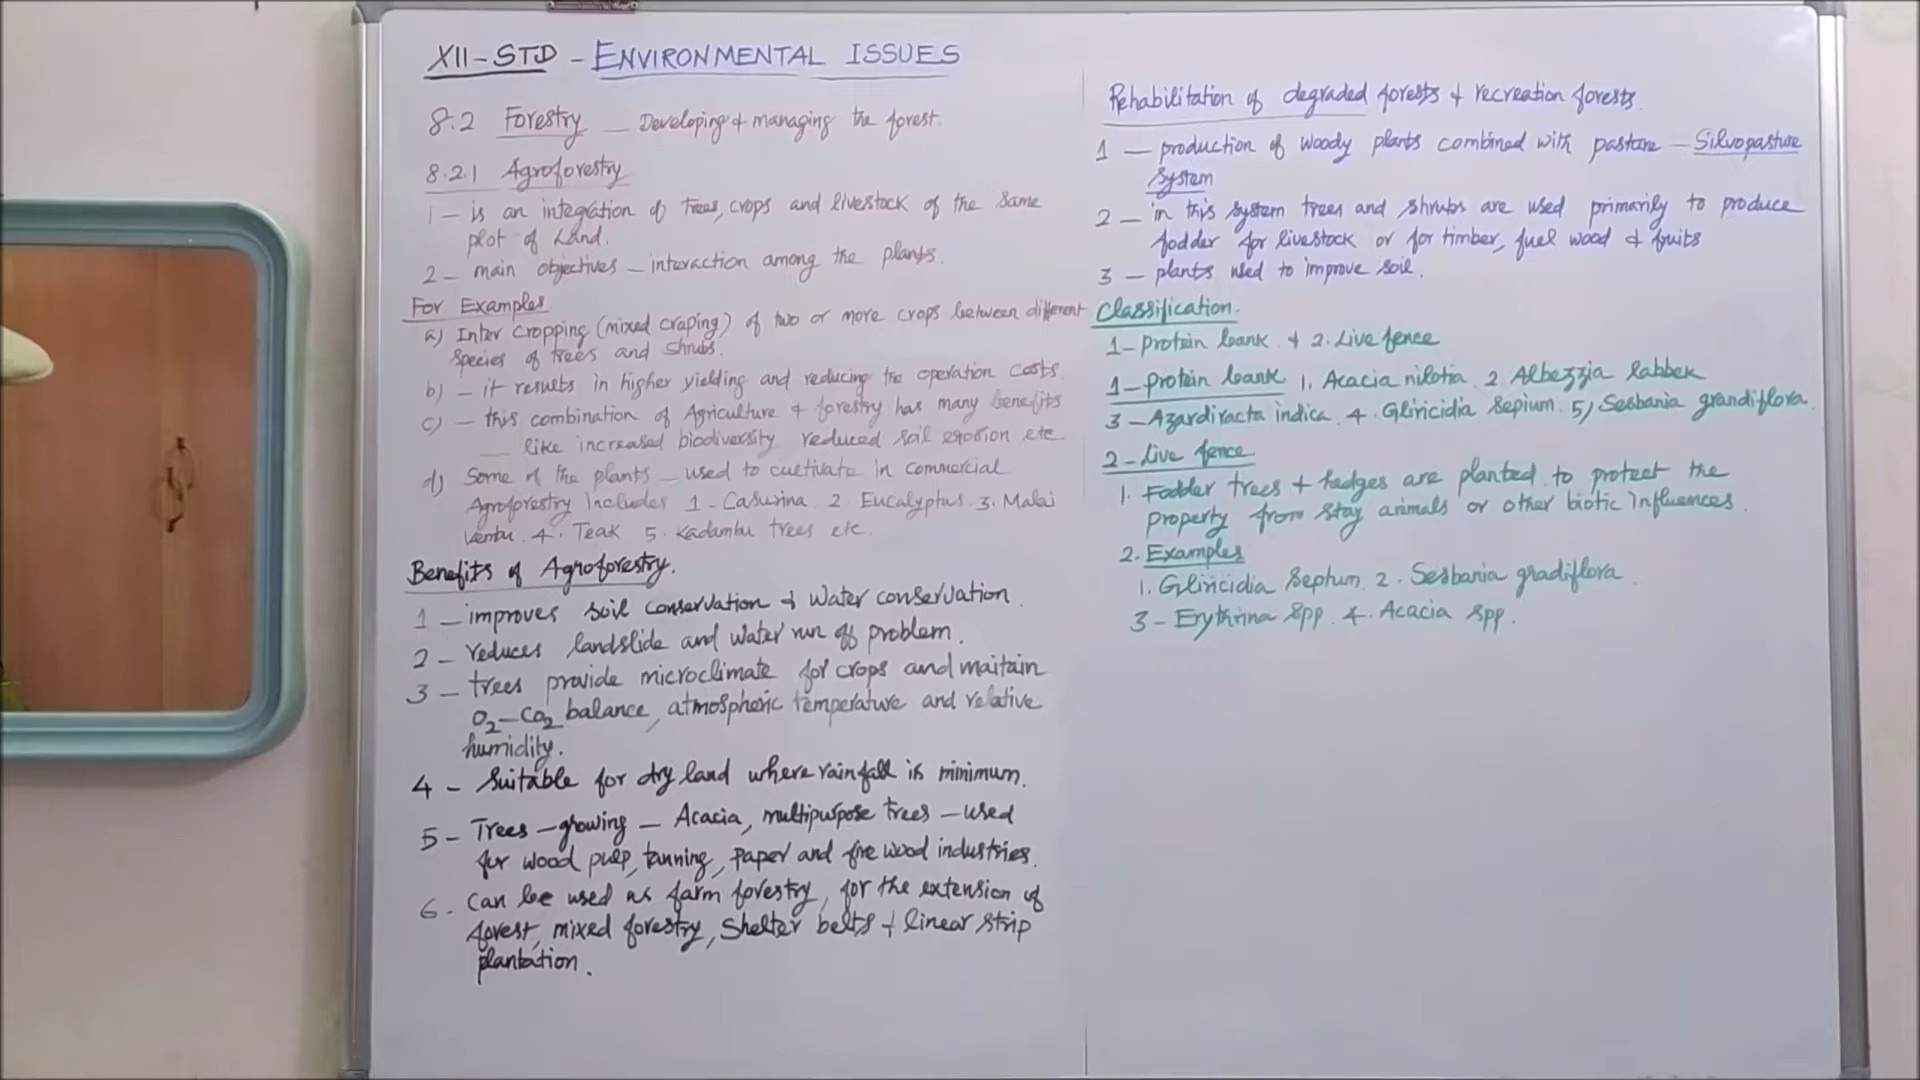 XII-STD - ENVIRONMENTAL ISSUES
8.2 Forestry — Developing & managing the forest.
8.2.1 Agroforestry
1 - is an integration of trees, crops and livestock of the same
plot of Land.
2 - main objectives - interaction among the plants.
For Examples
a) Inter cropping (mixed craping) of two or more crops between different
species of trees and shrubs.
b) - it results in higher yielding and reducing the operation costs.
c) - this combination of Agriculture & forestry has many benefits
like increased biodiversity reduced soil erosion etc.
d) Some of the plants - used to cultivate in commercial
Agroforestry includes 1 - Casurina 2. Eucalyptus. 3. Malai
Vembu. 4. Teak 5. Kadambu trees etc.
Benefits of Agroforestry.
1 - improves soil conservation & water conservation.
2 - reduces landslide and water run off problem.
3 - trees provide microclimate for crops and maitain
O2-CO2 balance, atmospheric temperature and relative
humidity.
4 - Suitable for dry land where rainfall is minimum.
5 - Trees - growing - Acacia, multipurpose trees - used
for wood pulp, tanning, paper and fire wood industries.
6. Can be used as farm forestry, for the extension of
forest, mixed forestry, Shelter belts & linear strip
plantation.
Rehabilitation of degraded forests & recreation forests
1 - production of woody plants combined with pasture - Silvopasture
System
2 - in this system trees and shrubs are used primarily to produce
fodder for livestock or for timber, fuel wood & fruits
3 - plants used to improve soil.
Classification.
1 - Protein bank & 2. Live fence
1 - Protein bank 1. Acacia nilotia 2. Albezzia labbek
3 - Azardiracta indica. 4. Gliricidia Sepium. 5) Sesbania grandiflora
2 - Live fence
1. Fodder trees & hedges are planted to protect the
property from stay animals or other biotic influences.
2. Examples
1. Gliricidia Sepium 2. Sesbania gradiflora.
3 - Erythrina Spp. 4. Acacia spp.